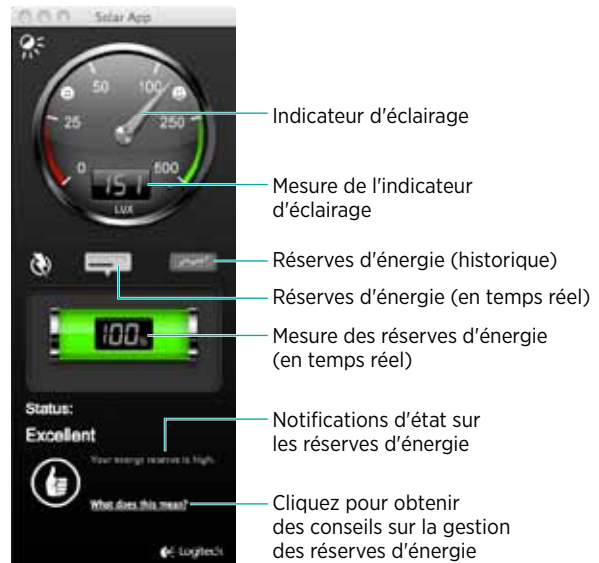 Solar App
50
100
25
250
0
500
151
LUX
Indicateur d'éclairage
Mesure de l'indicateur
d'éclairage
Réserves d'énergie (historique)
Réserves d'énergie (en temps réel)
100%
Mesure des réserves d'énergie
(en temps réel)
Status:
Excellent
Your energy reserve is high.
Notifications d'état sur
les réserves d'énergie
What does this mean?
Cliquez pour obtenir
des conseils sur la gestion
des réserves d'énergie
Logitech